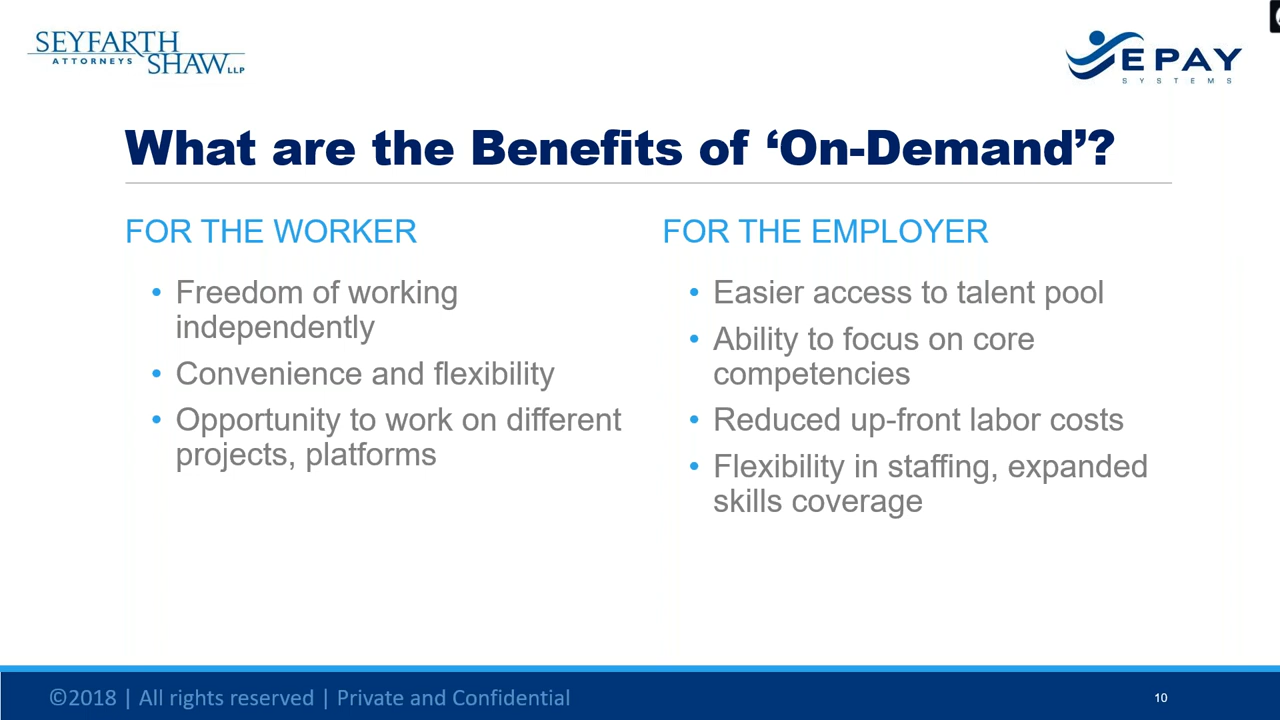 SEYFARTH
ATTORNEYS
SHAW LLP
EPAY
SYSTEMS
What are the Benefits of ‘On-Demand’?
FOR THE WORKER
• Freedom of working
independently
• Convenience and flexibility
• Opportunity to work on different
projects, platforms
FOR THE EMPLOYER
• Easier access to talent pool
• Ability to focus on core
competencies
• Reduced up-front labor costs
• Flexibility in staffing, expanded
skills coverage
©2018 | All rights reserved | Private and Confidential
10